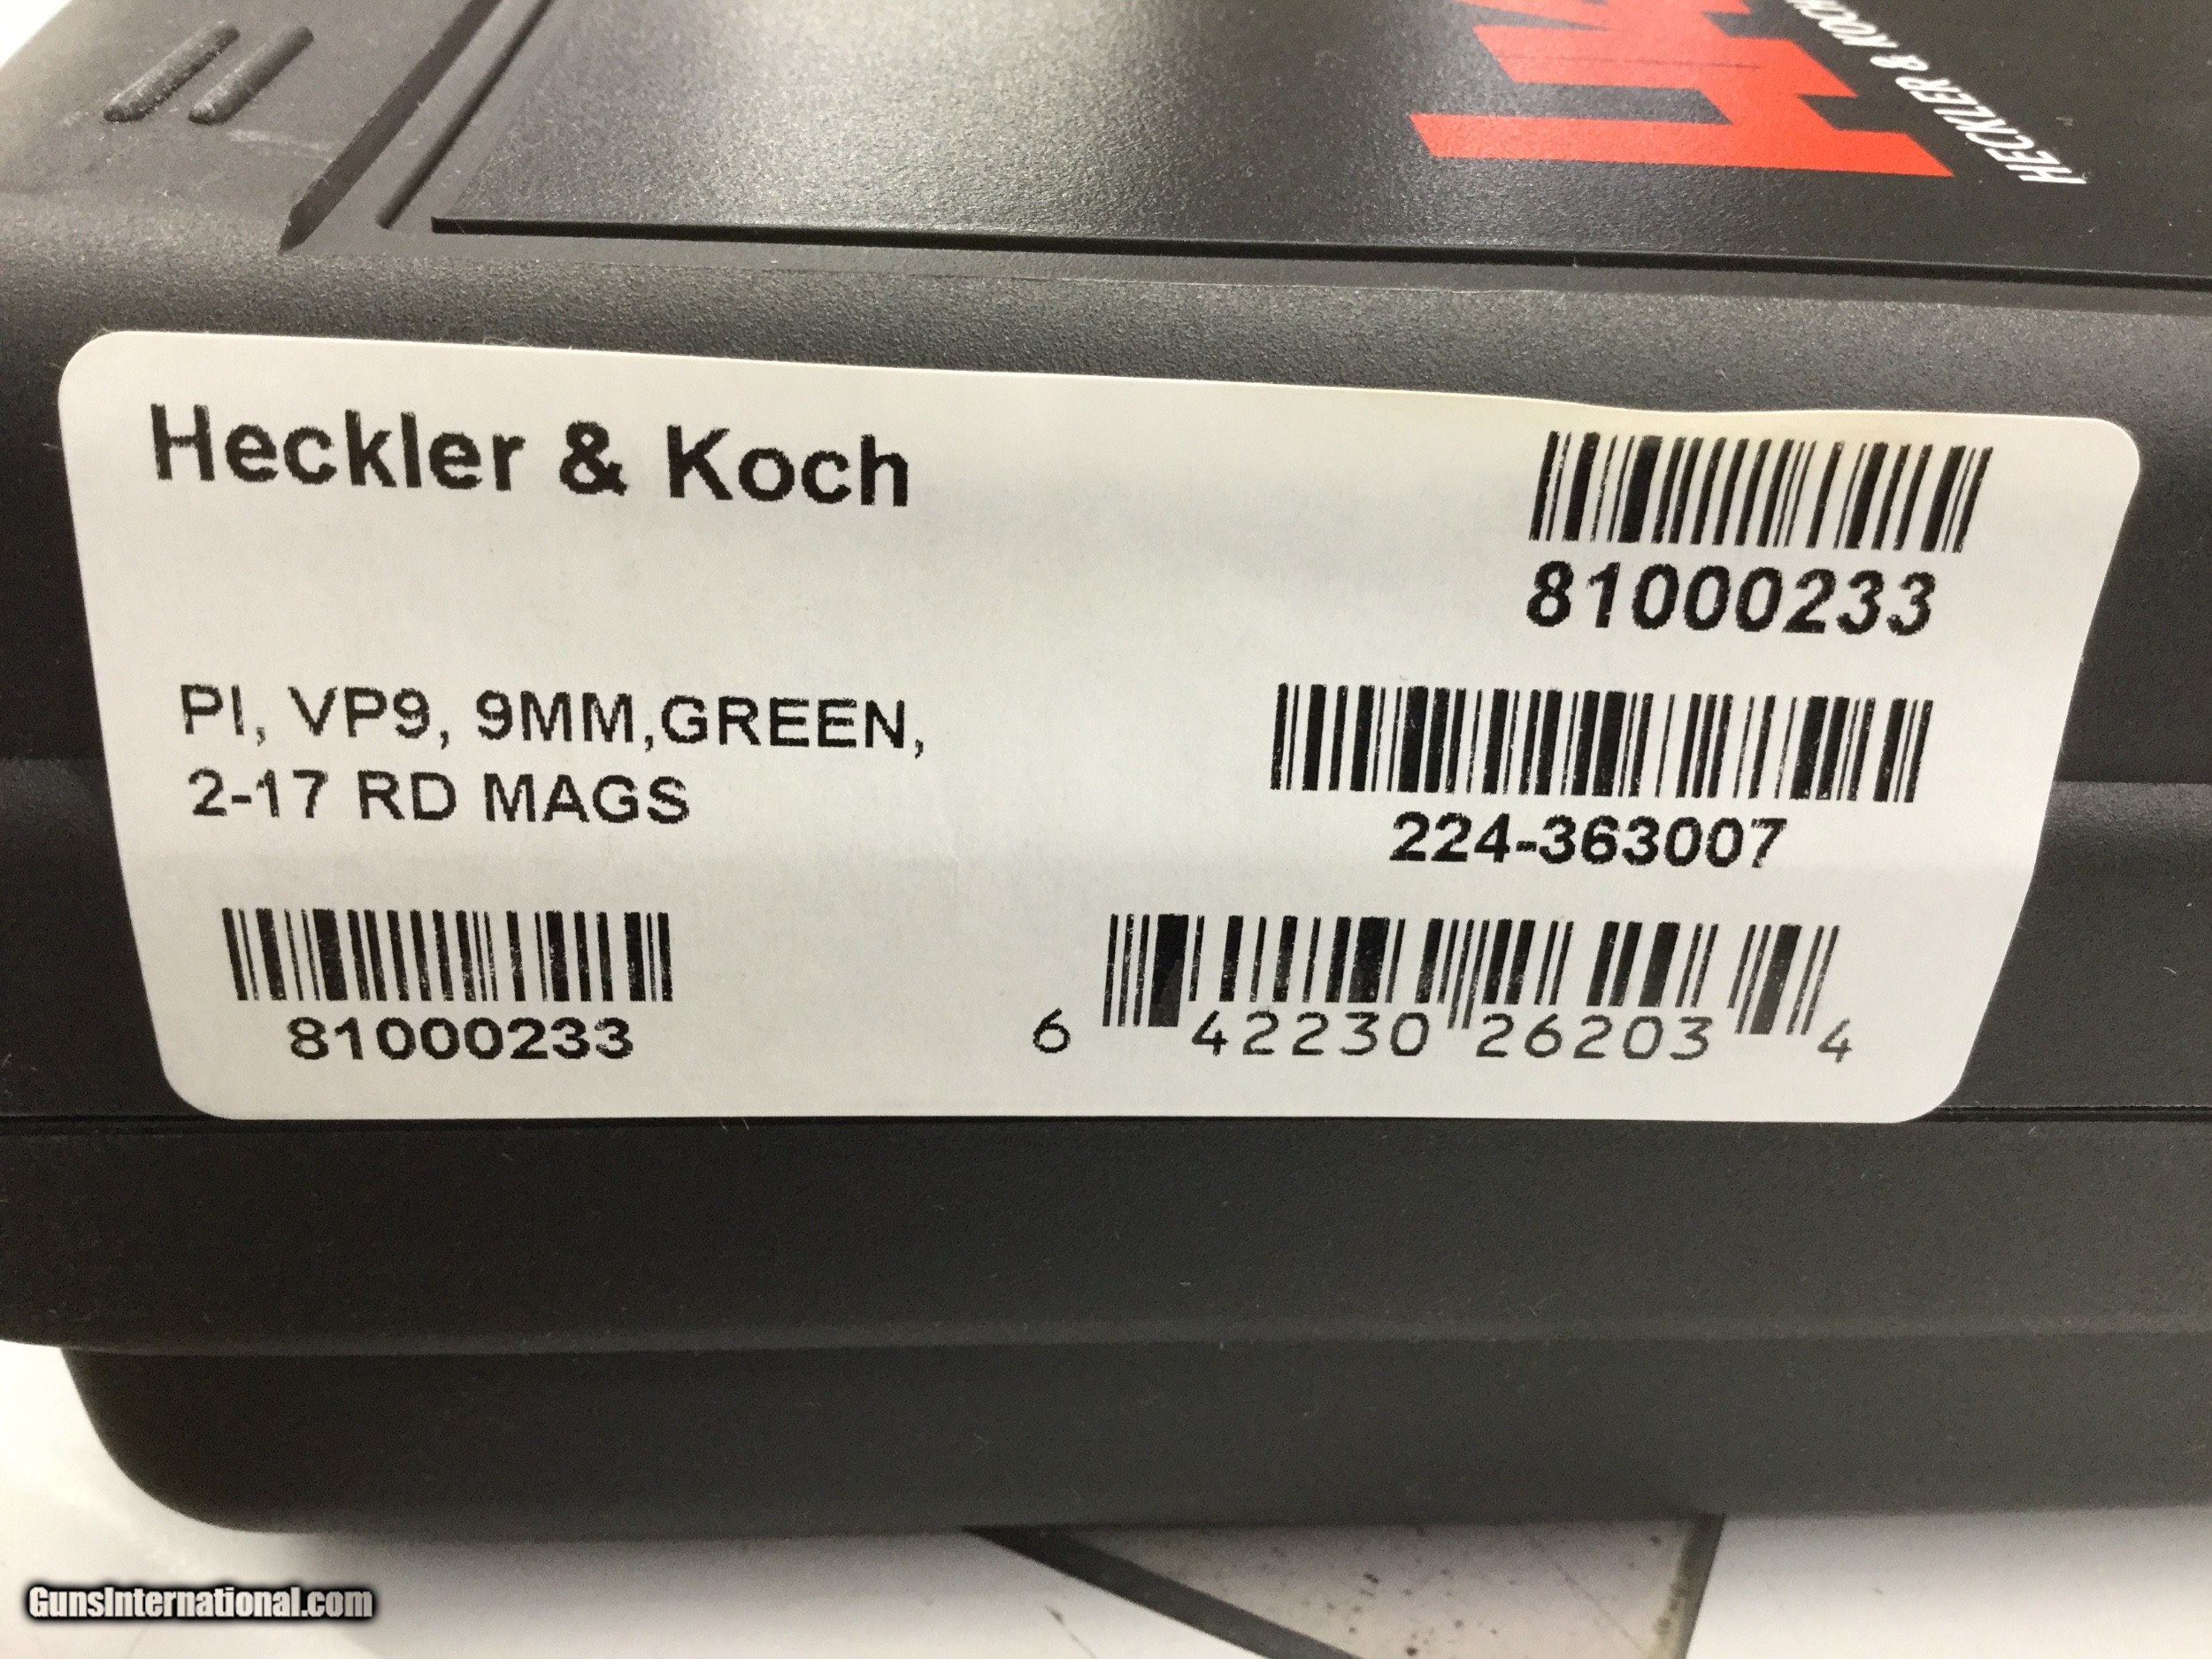 HECKLER & KOCH
Heckler & Koch
81000233
PI, VP9, 9MM,GREEN,
2-17 RD MAGS
224-363007
81000233
6 42230 26203 4
GunsInternational.com